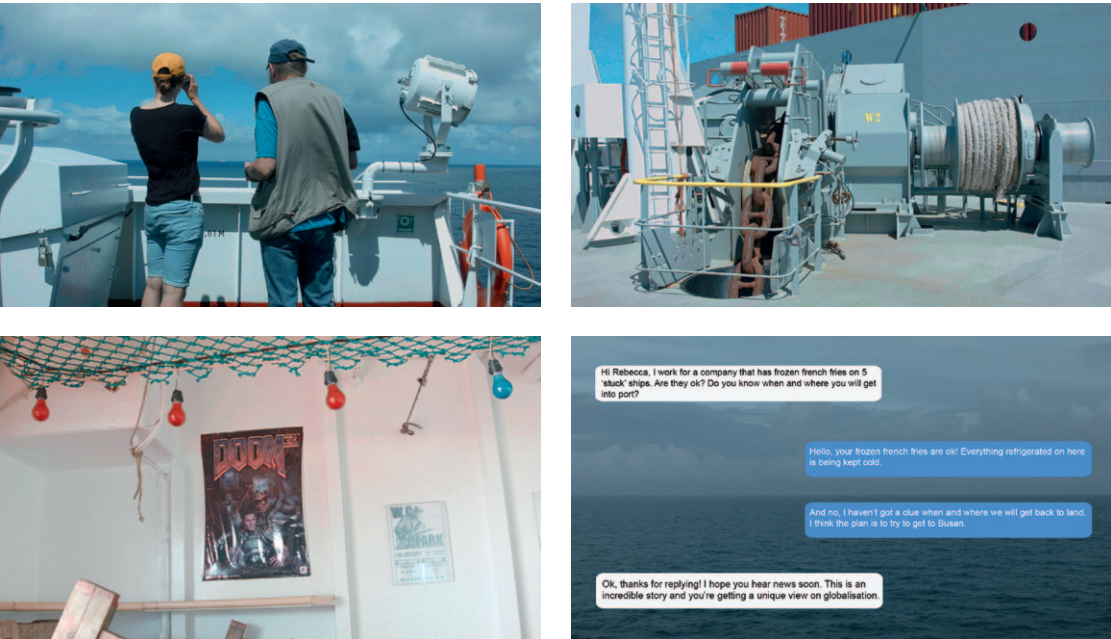 W2
DOOM
Hi Rebecca, I work for a company that has frozen french fries on 5
'stuck' ships. Are they ok? Do you know when and where you will get
into port?
Hello, your frozen french fries are ok! Everything refrigerated on here
is being kept cold.
And no, I haven't got a clue when and where we will get back to land.
I think the plan is to try to get to Busan.
Ok, thanks for replying! I hope you hear news soon. This is an
incredible story and you're getting a unique view on globalisation.